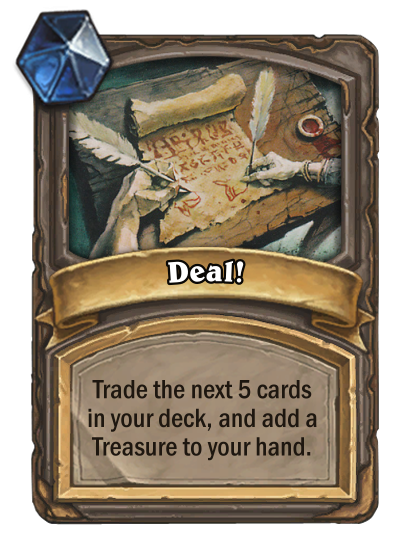 Deal!
Trade the next 5 cards
in your deck, and add a
Treasure to your hand.